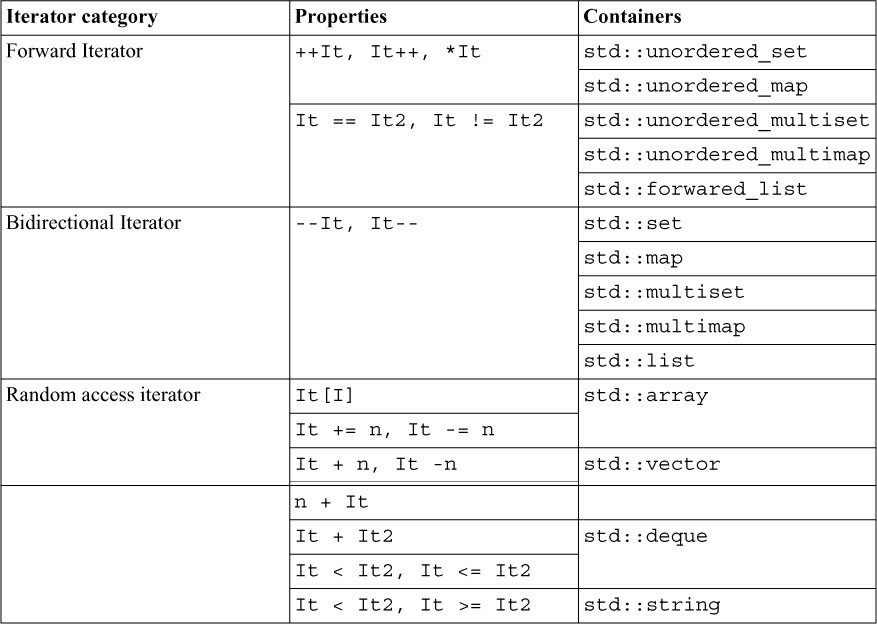 Iterator category Properties Containers
Forward Iterator ++It, It++, *It std::unordered_set
std::unordered_map
It == It2, It != It2 std::unordered_multiset
std::unordered_multimap
std::forwared_list
Bidirectional Iterator --It, It-- std::set
std::map
std::multiset
std::multimap
std::list
Random access iterator It[I] std::array
It += n, It -= n
It + n, It -n std::vector
n + It
It + It2 std::deque
It < It2, It <= It2
It < It2, It >= It2 std::string